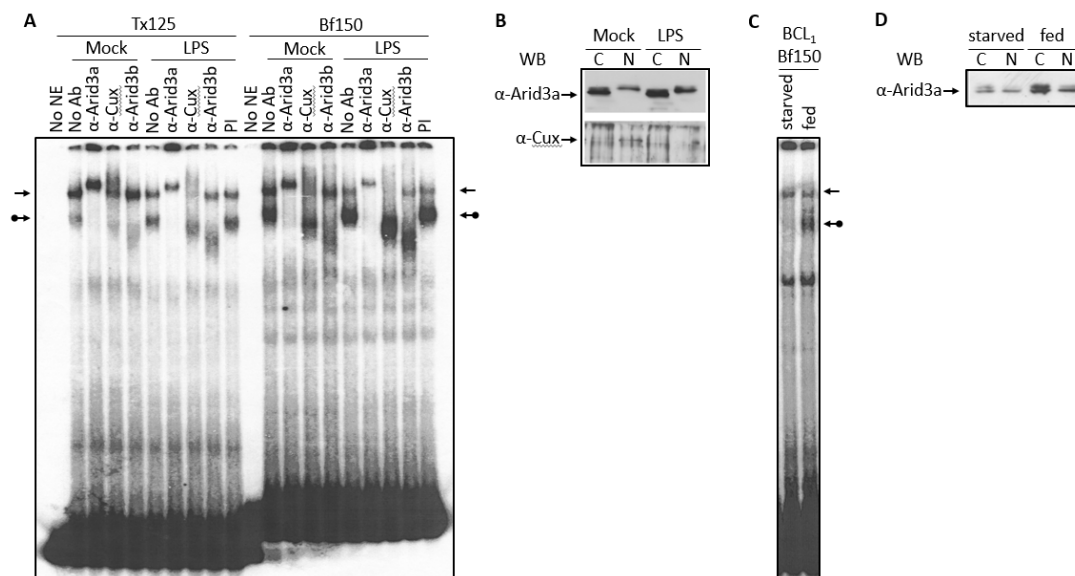 A
Tx125 Bf150
Mock LPS Mock LPS
No NE
No Ab
α-Arid3a
α-Cux
α-Arid3b
No Ab
α-Arid3a
α-Cux
α-Arid3b
PI
No NE
No Ab
α-Arid3a
α-Cux
α-Arid3b
No Ab
α-Arid3a
α-Cux
α-Arid3b
PI
B
Mock LPS
WB C N C N
α-Arid3a
α-Cux
C
BCL₁
Bf150
starved
fed
D
starved fed
WB C N C N
α-Arid3a